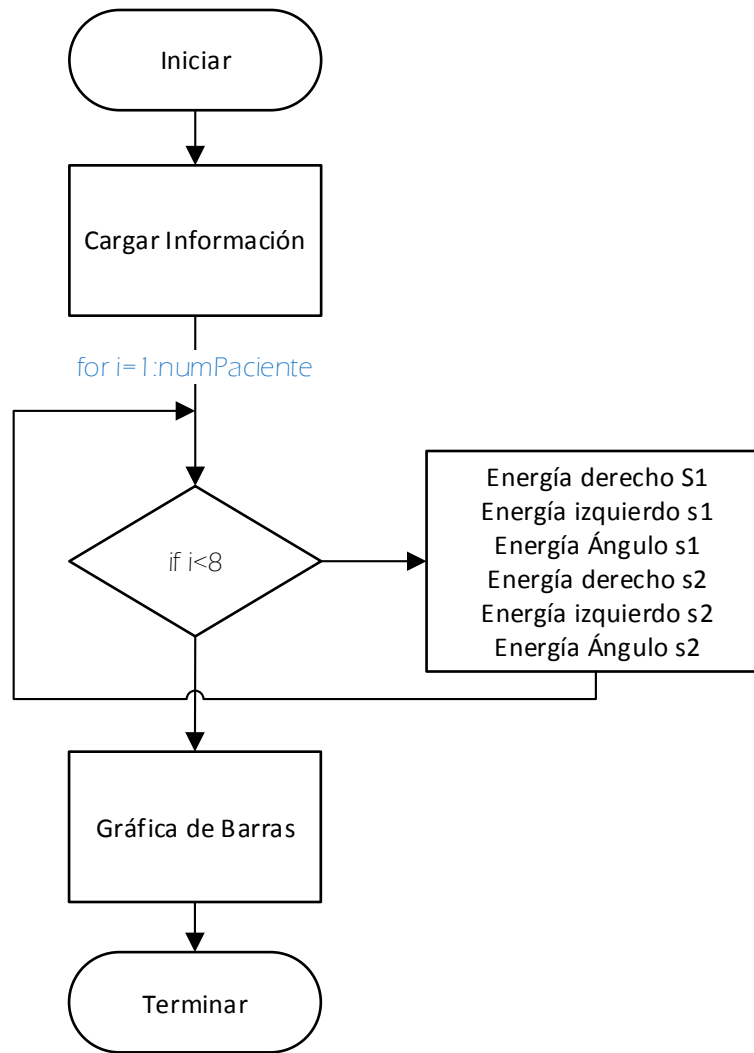 Iniciar
Cargar Información
for i=1:numPaciente
if i<8
Energía derecho S1
Energía izquierdo s1
Energía Ángulo s1
Energía derecho s2
Energía izquierdo s2
Energía Ángulo s2
Gráfica de Barras
Terminar